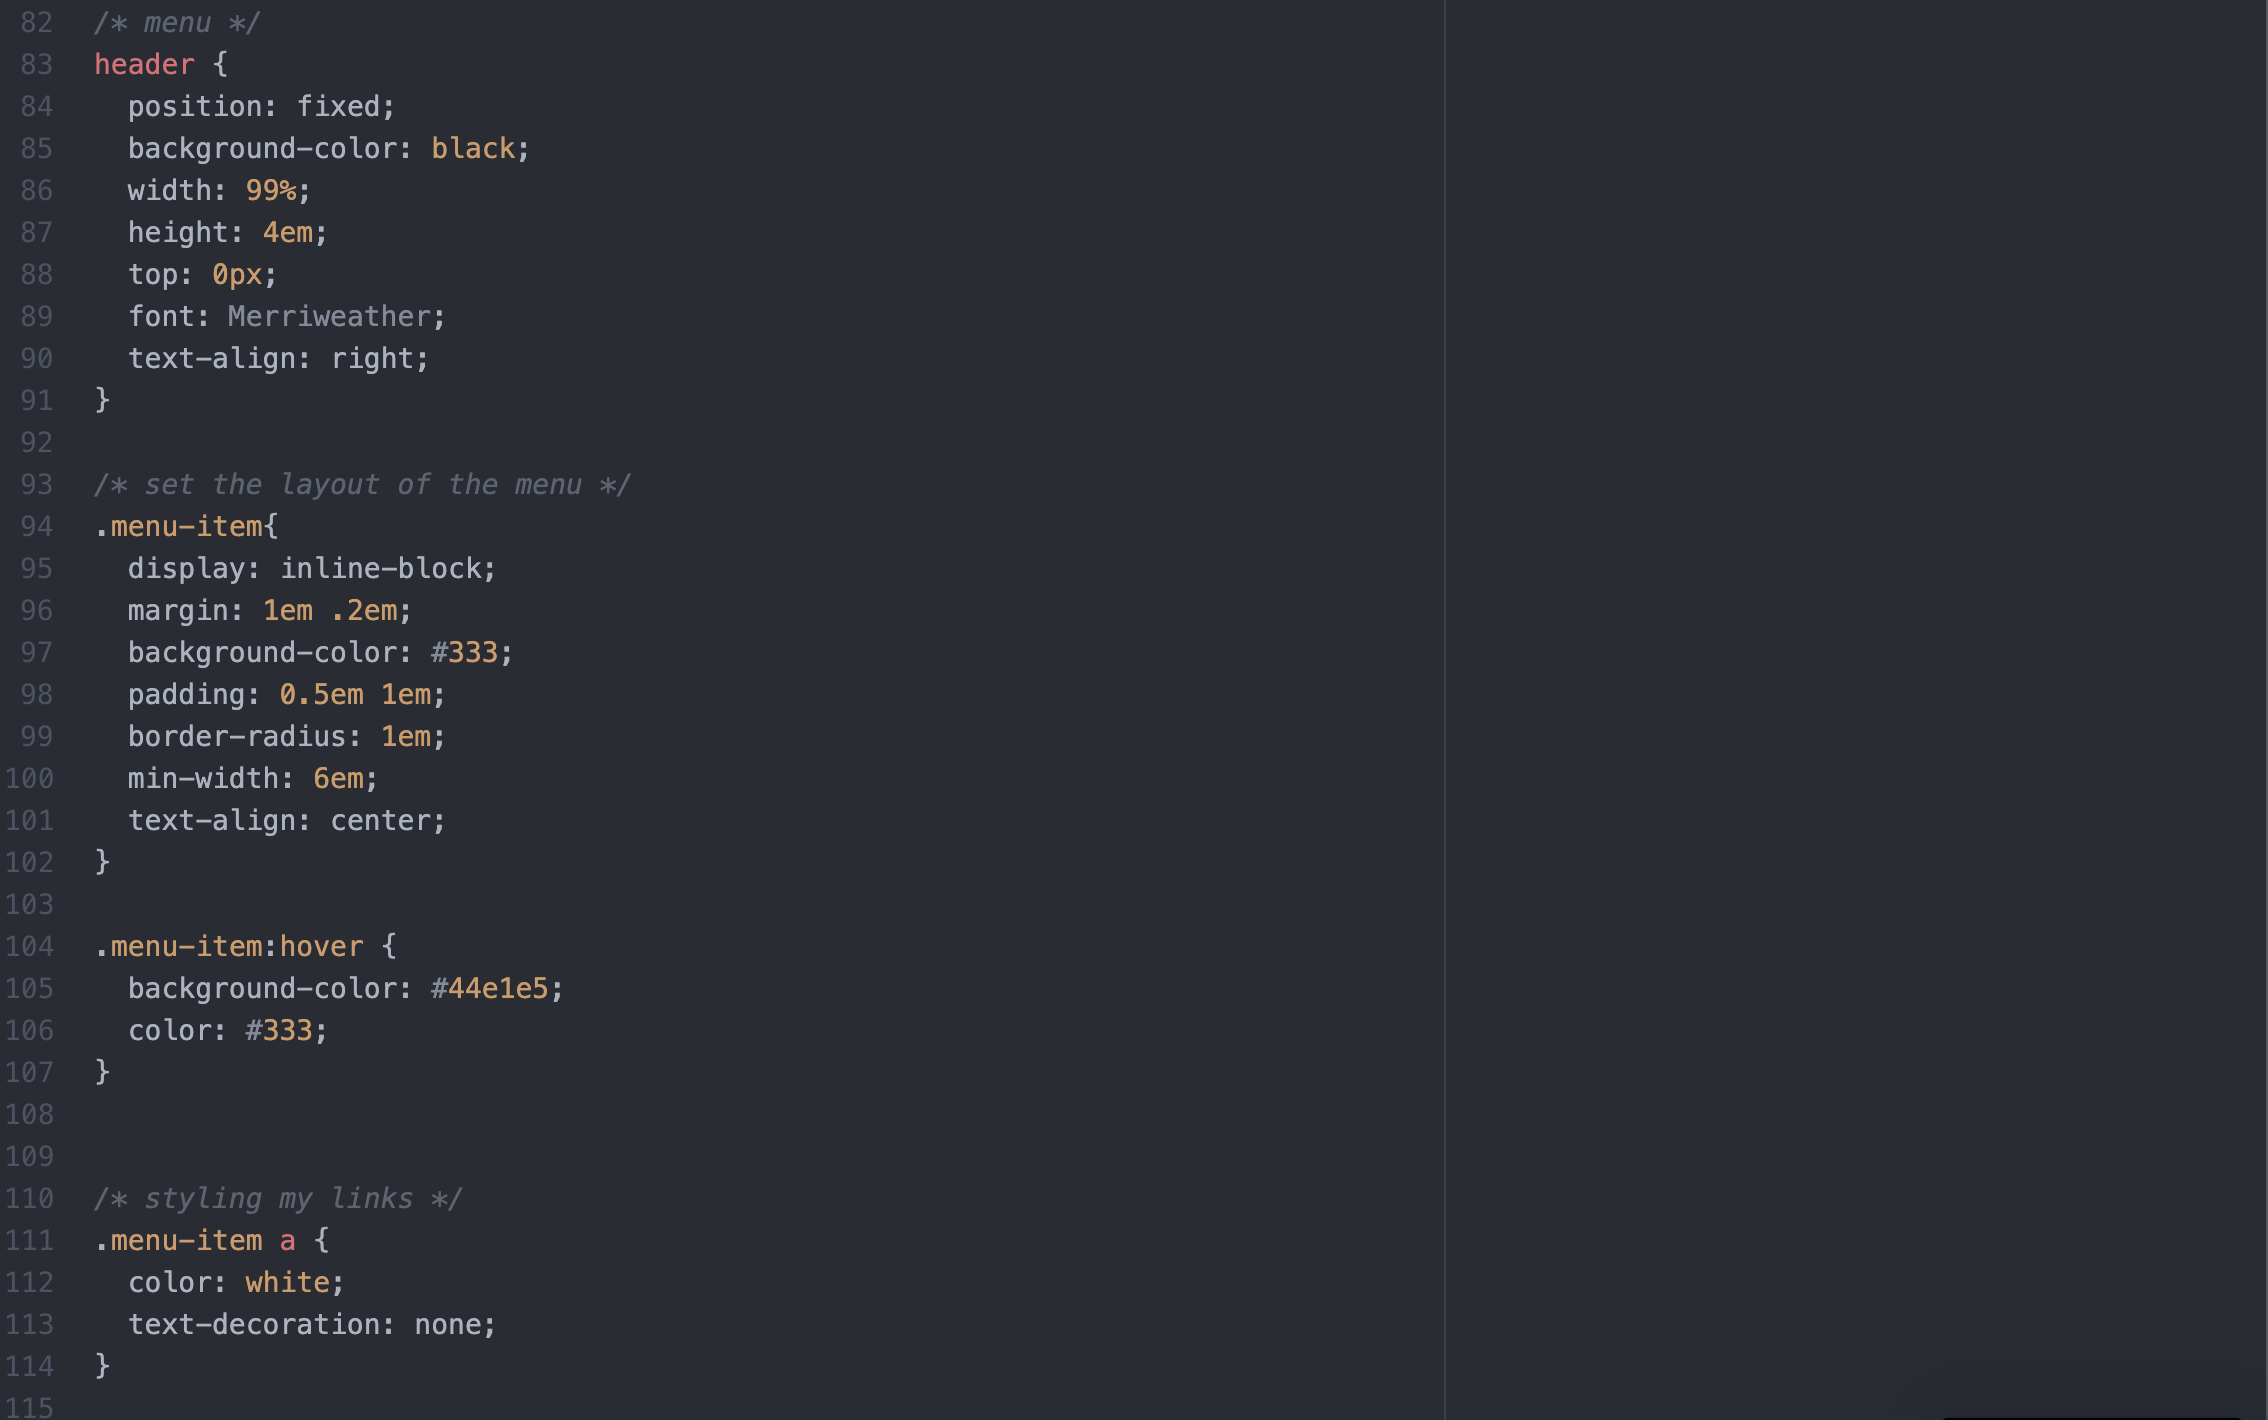 82 /* menu */
83 header {
84   position: fixed;
85   background-color: black;
86   width: 99%;
87   height: 4em;
88   top: 0px;
89   font: Merriweather;
90   text-align: right;
91 }
92
93 /* set the layout of the menu */
94 .menu-item{
95   display: inline-block;
96   margin: 1em .2em;
97   background-color: #333;
98   padding: 0.5em 1em;
99   border-radius: 1em;
100   min-width: 6em;
101   text-align: center;
102 }
103
104 .menu-item:hover {
105   background-color: #44e1e5;
106   color: #333;
107 }
108
109
110 /* styling my links */
111 .menu-item a {
112   color: white;
113   text-decoration: none;
114 }
115